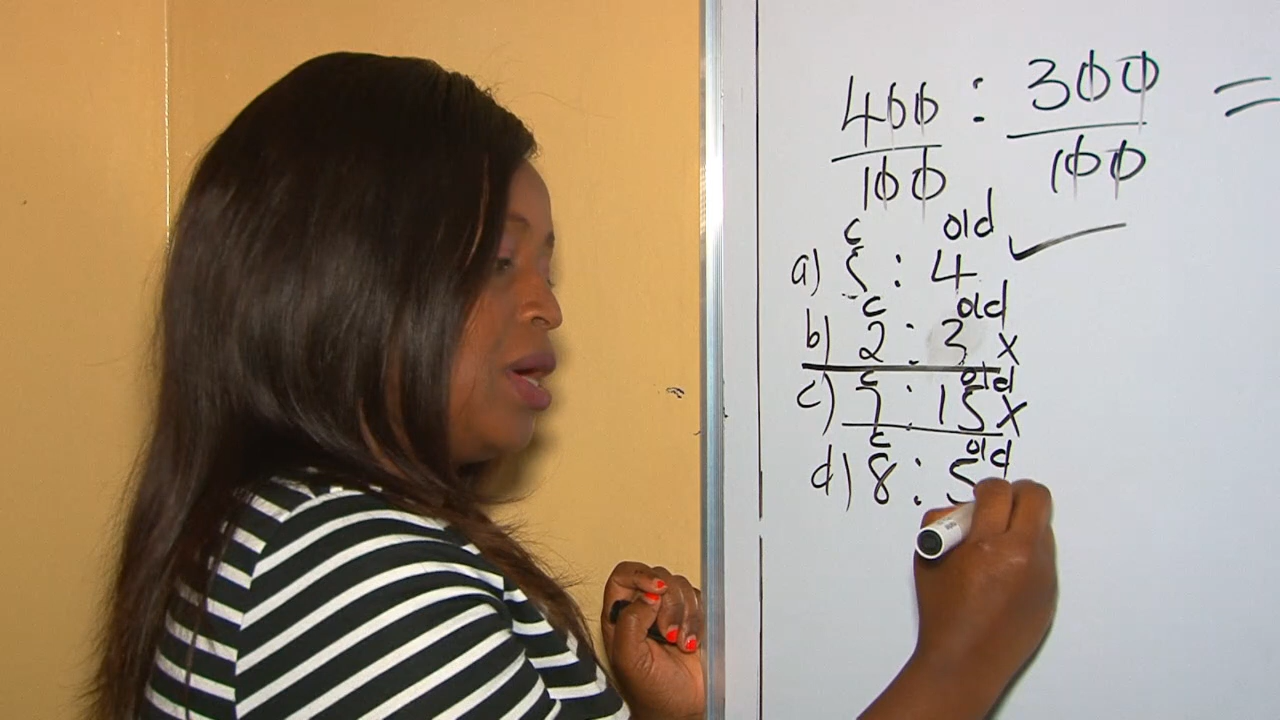 400 : 300 =
100 100
c old
a) 5 : 4 ✓
c old
b) 2 : 3 x
c old
c) 7 : 15 x
c old
d) 8 : 5